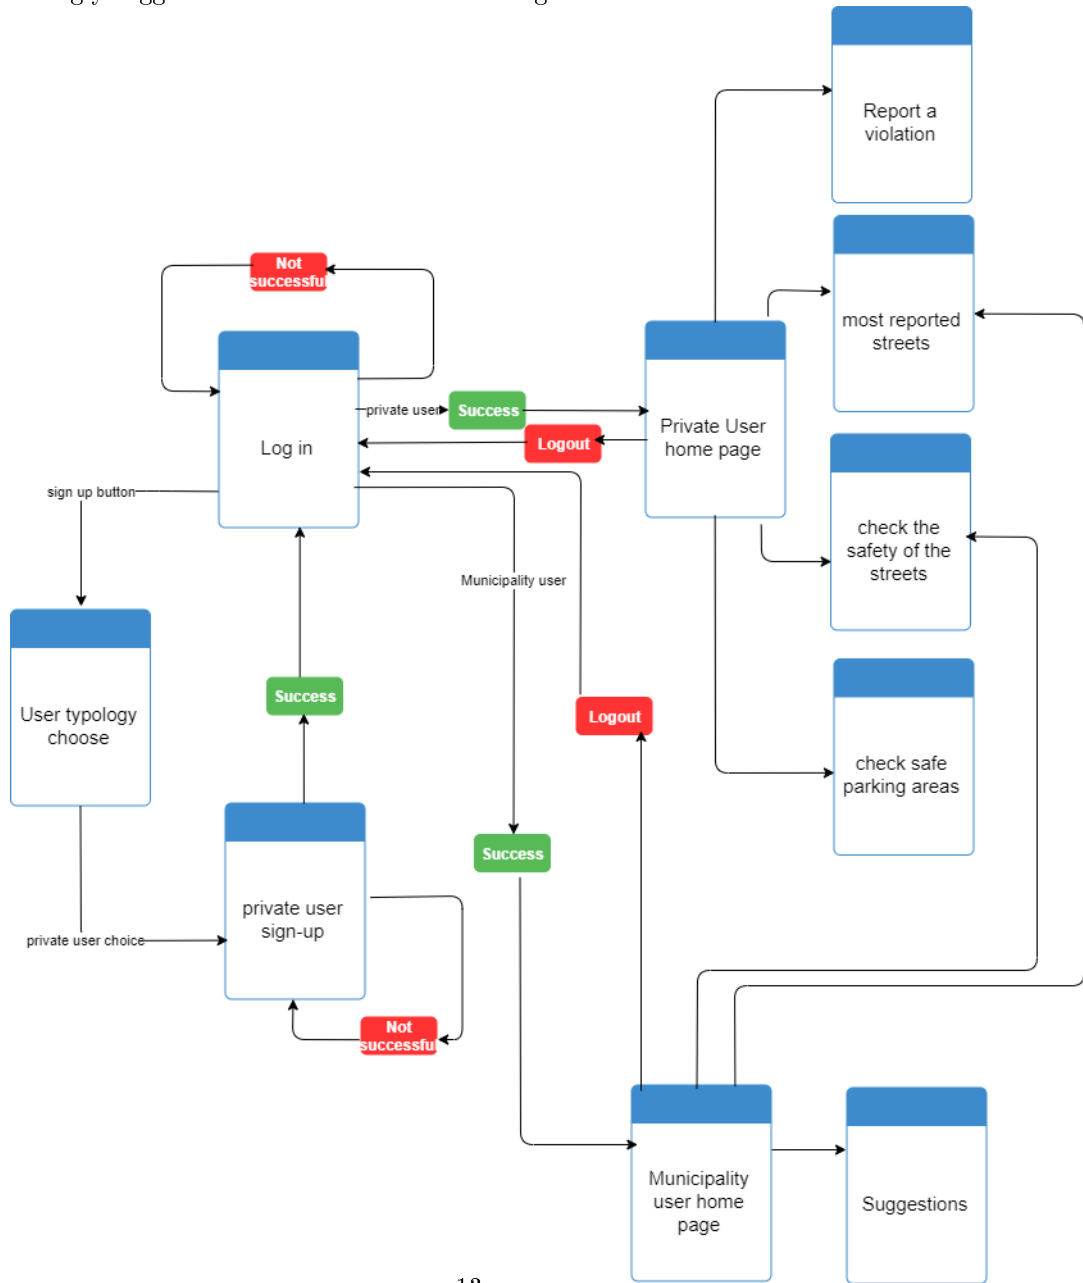 Report a
violation
Not
successfu
most reported
streets
private user
Success
Logout
Private User
home page
Log in
sign up button
check the
safety of the
streets
Municipality user
Success
Logout
User typology
choose
check safe
parking areas
Success
private user
sign-up
private user choice
Not
successfu
Municipality
user home
page
Suggestions